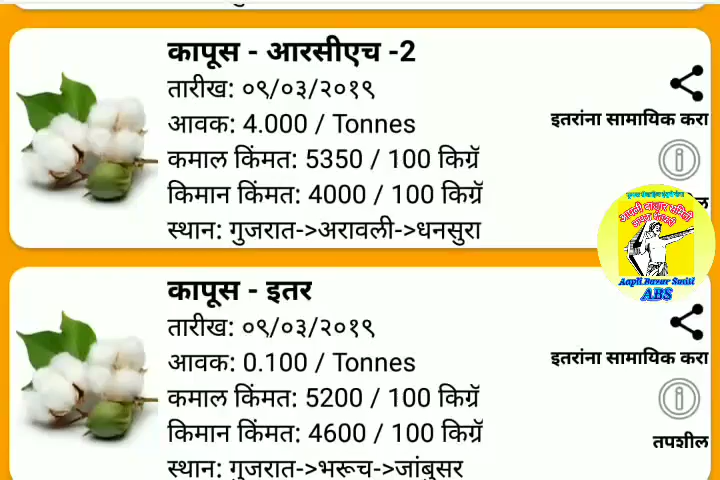 कापूस - आरसीएच -2
तारीख: ०९/०३/२०१९
आवक: 4.000 / Tonnes
कमाल किंमत: 5350 / 100 किग्रॅ
किमान किंमत: 4000 / 100 किग्रॅ
स्थान: गुजरात->अरावली->धनसुरा
इतरांना सामायिक करा
Aapli Bazar Smiti
ABS
कापूस - इतर
तारीख: ०९/०३/२०१९
आवक: 0.100 / Tonnes
कमाल किंमत: 5200 / 100 किग्रॅ
किमान किंमत: 4600 / 100 किग्रॅ
स्थान: गुजरात->भरूच->जांबुसर
इतरांना सामायिक करा
तपशील